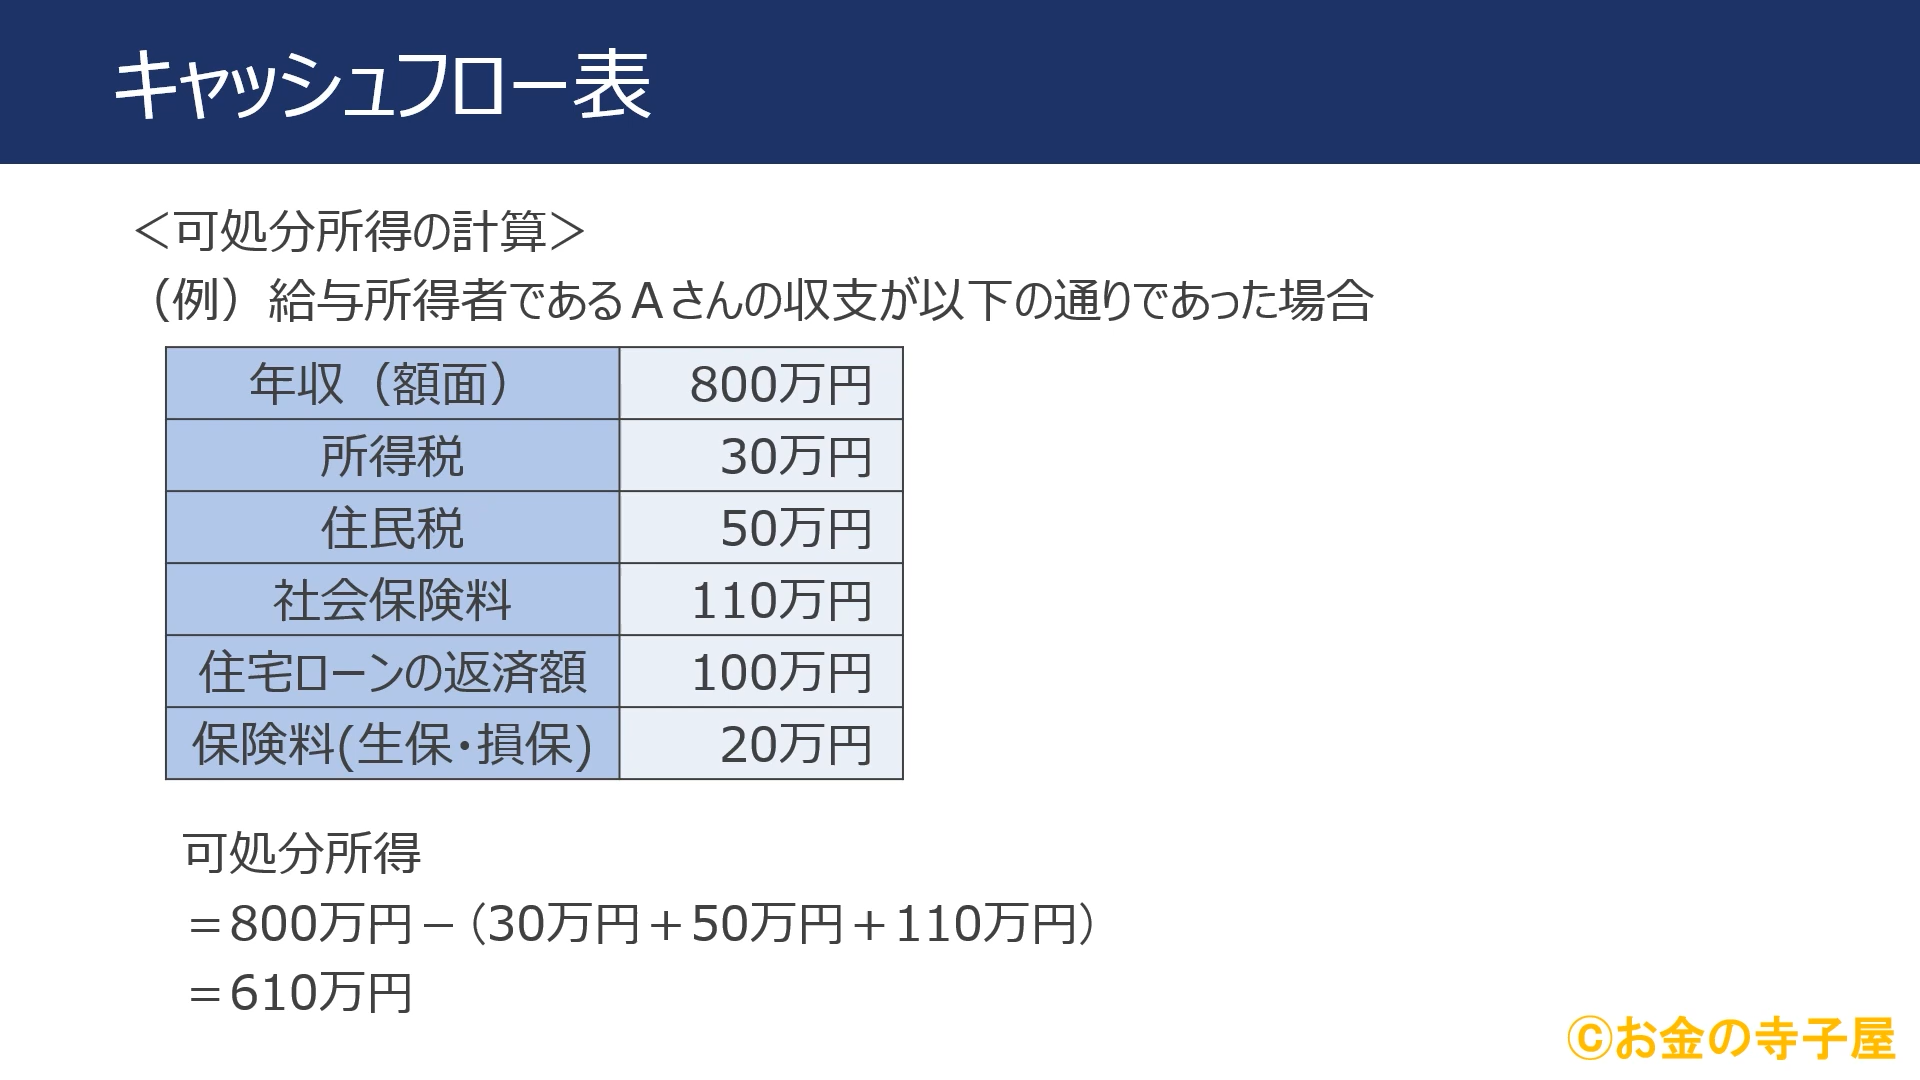 キャッシュフロー表
＜可処分所得の計算＞
（例）給与所得者であるＡさんの収支が以下の通りであった場合
年収（額面） 800万円
所得税 30万円
住民税 50万円
社会保険料 110万円
住宅ローンの返済額 100万円
保険料(生保・損保) 20万円
可処分所得
＝800万円－（30万円＋50万円＋110万円）
＝610万円
©お金の寺子屋